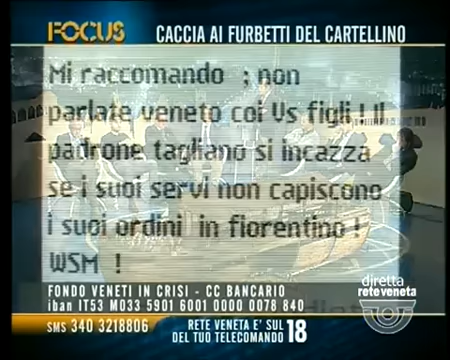 FOCUS CACCIA AI FURBETTI DEL CARTELLINO
Mi raccomando ; non
parlate veneto coi Vs figli ! Il
padrone tagliano si incazza
se i suoi servi non capiscono
i suoi ordini in fiorentino !
WSM !
diretta
reteveneta
FONDO VENETI IN CRISI - CC BANCARIO
iban IT53 M033 5901 6001 0000 0078 840
SMS 340 3218806
RETE VENETA E' SUL
DEL TUO TELECOMANDO 18